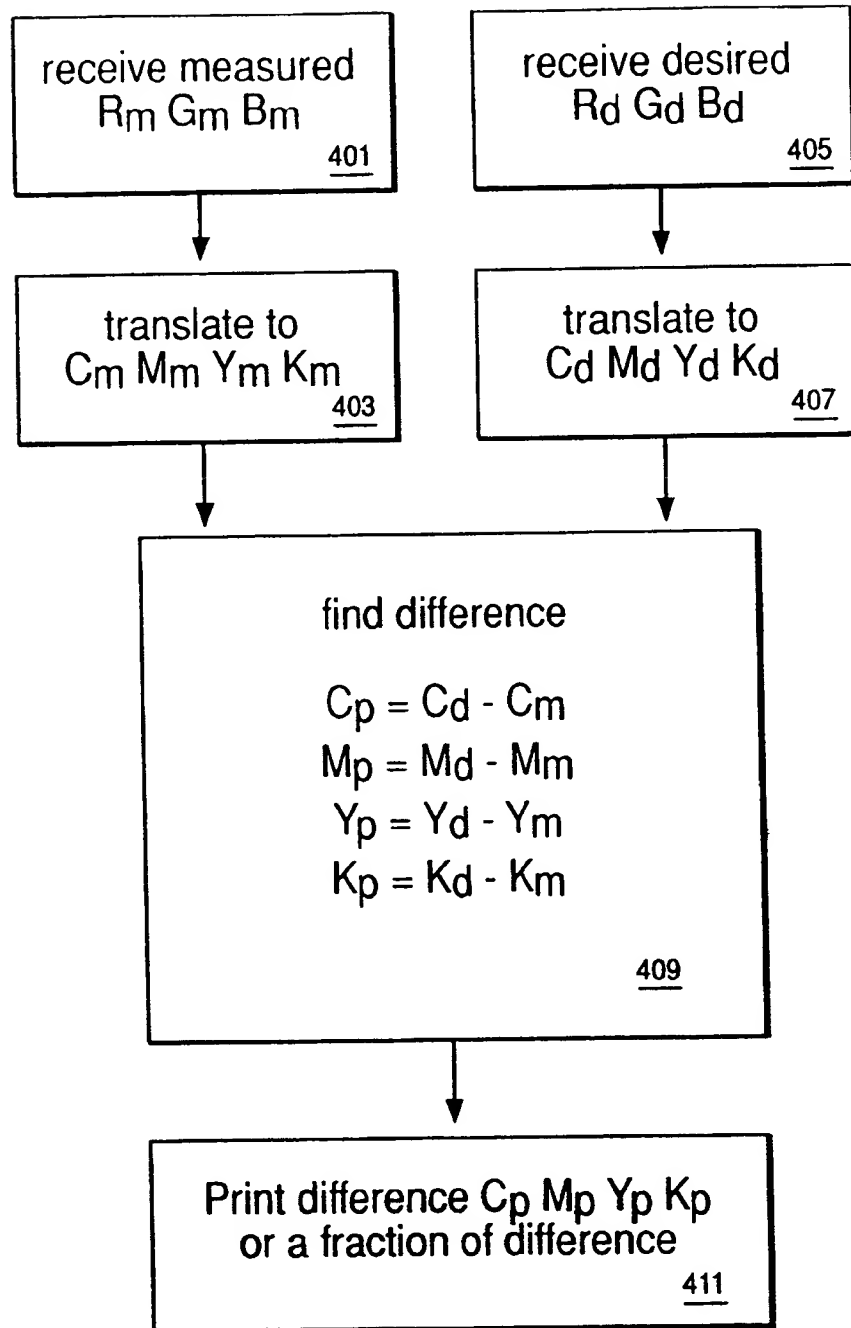 receive measured
Rm Gm Bm
401
receive desired
Rd Gd Bd
405
translate to
Cm Mm Ym Km
403
translate to
Cd Md Yd Kd
407
find difference
Cp = Cd - Cm
Mp = Md - Mm
Yp = Yd - Ym
Kp = Kd - Km
409
Print difference Cp Mp Yp Kp
or a fraction of difference
411